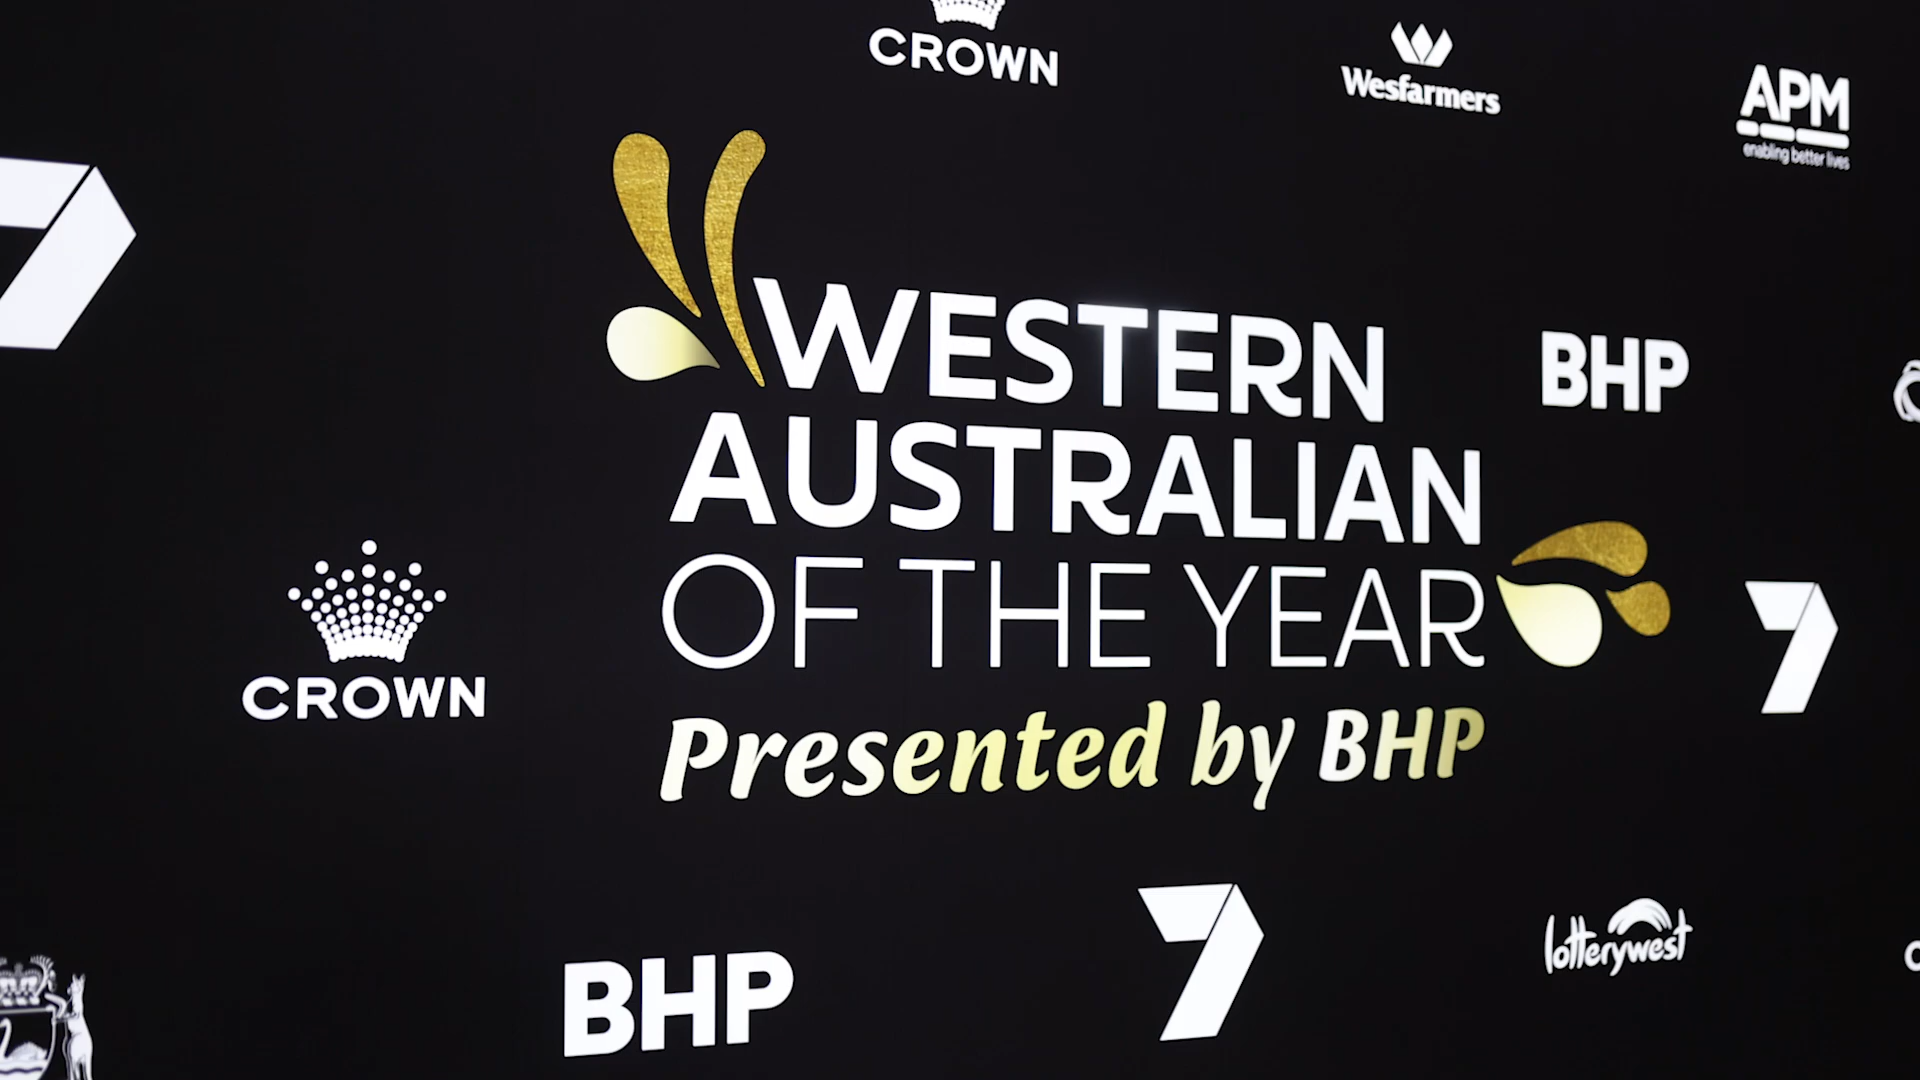 CROWN
Wesfarmers
APM
enabling better lives
7
WESTERN
AUSTRALIAN
OF THE YEAR
Presented by BHP
BHP
CROWN
7
BHP
7
lotterywest